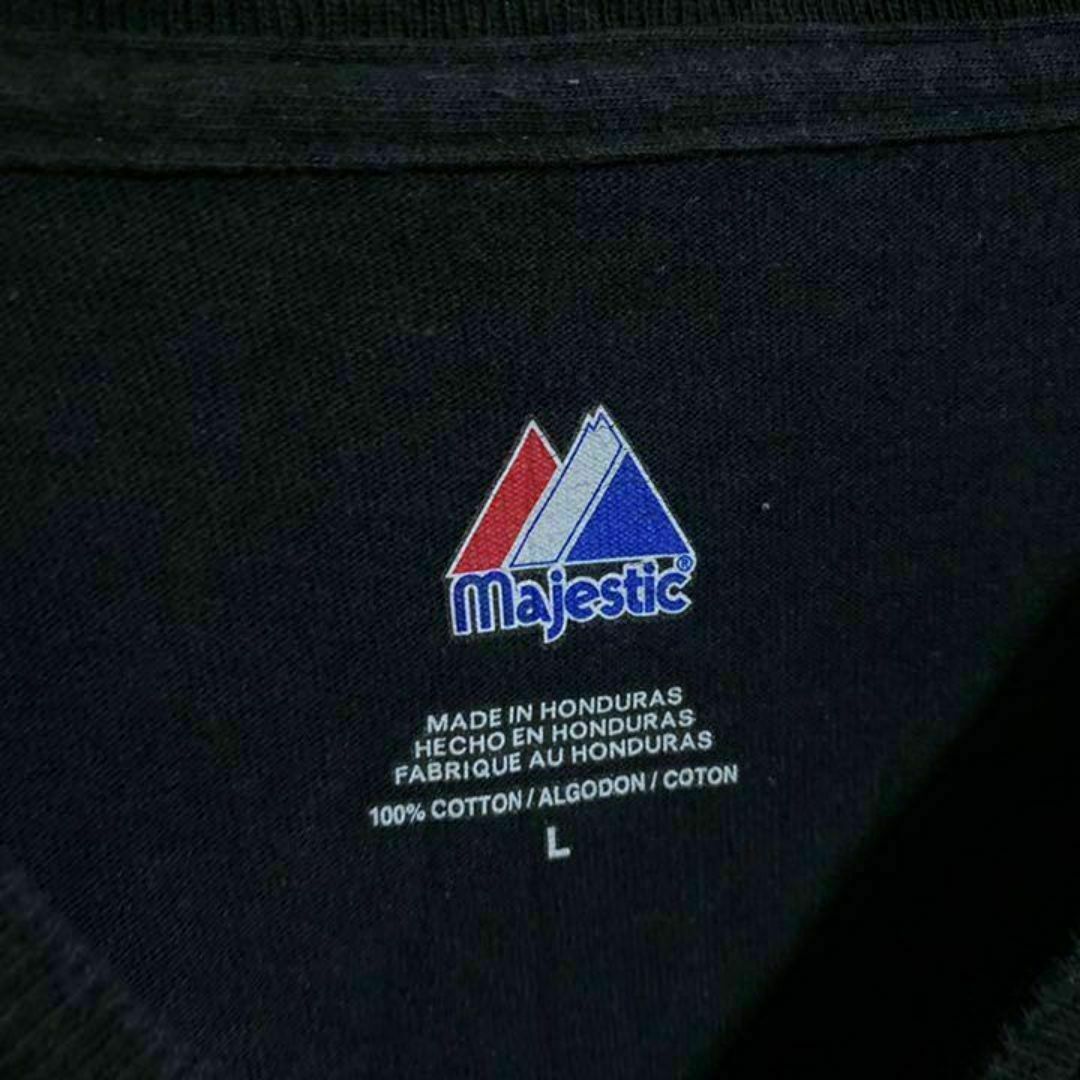 Majestic®
MADE IN HONDURAS
HECHO EN HONDURAS
FABRIQUE AU HONDURAS
100% COTTON / ALGODON / COTON
L